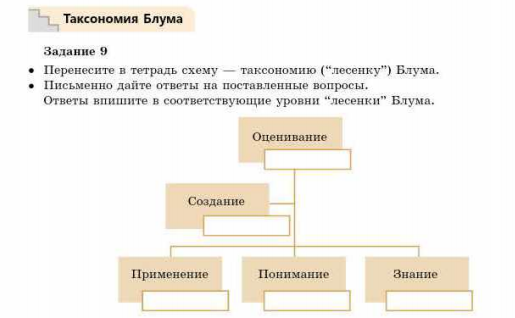 Таксономия Блума
Задание 9
• Перенесите в тетрадь схему — таксономию (“лесенку”) Блума.
• Письменно дайте ответы на поставленные вопросы.
Ответы впишите в соответствующие уровни “лесенки” Блума.
Оценивание
Создание
Применение
Понимание
Знание